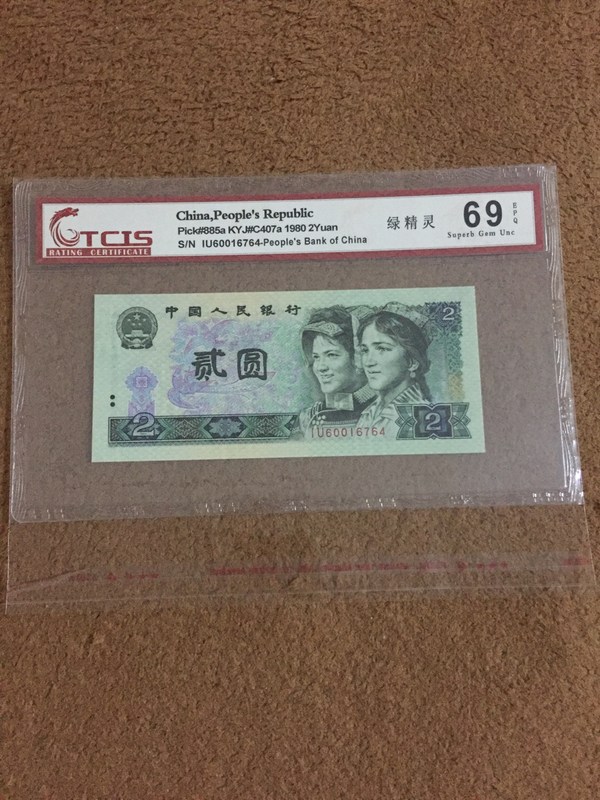 China,People's Republic
Pick#885a KYJ#C407a 1980 2Yuan
S/N IU60016764-People's Bank of China
TCIS
RATING CERTIFICATE
绿精灵
69 EPQ
Superb Gem Unc
中国人民银行
贰圆
2
2
2
IU60016764